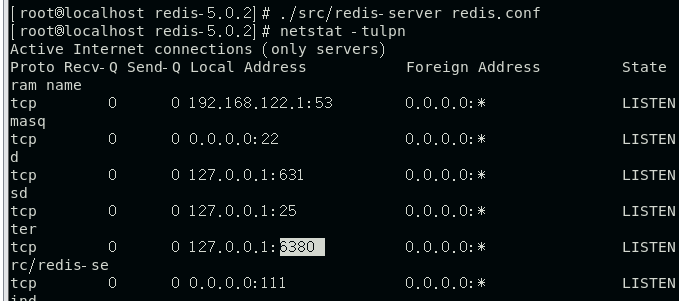 [root@localhost redis-5.0.2]# ./src/redis-server redis.conf
[root@localhost redis-5.0.2]# netstat -tulpn
Active Internet connections (only servers)
Proto Recv-Q Send-Q Local Address Foreign Address State
ram name
tcp 0 0 192.168.122.1:53 0.0.0.0:* LISTEN
masq
tcp 0 0 0.0.0.0:22 0.0.0.0:* LISTEN
d
tcp 0 0 127.0.0.1:631 0.0.0.0:* LISTEN
sd
tcp 0 0 127.0.0.1:25 0.0.0.0:* LISTEN
ter
tcp 0 0 127.0.0.1:6380 0.0.0.0:* LISTEN
rc/redis-se
tcp 0 0 0.0.0.0:111 0.0.0.0:* LISTEN
ind